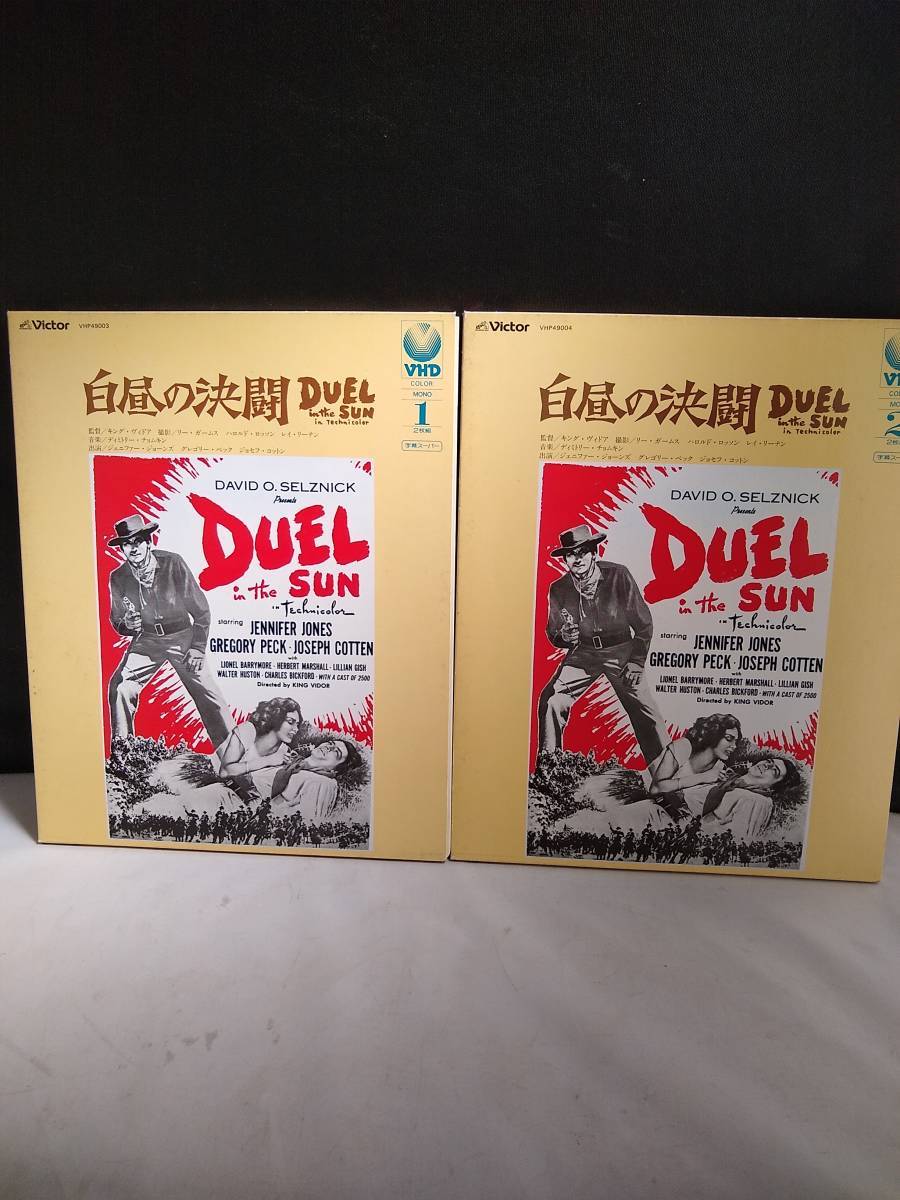 Victor VHP49003
VHD
COLOR
MONO
1
2枚組
字幕スーパー
白昼の決闘 DUEL
in the SUN
in Technicolor
監督/キング・ヴィドア 撮影/リー・ガームス ハロルド・ロッソン レイ・リーナン
音楽/ディミトリー・チョムキン
出演/ジェニファー・ジョーンズ グレゴリー・ペック ジョセフ・コットン
DAVID O. SELZNICK
Presents
DUEL
in the SUN
IN Technicolor
starring JENNIFER JONES
GREGORY PECK · JOSEPH COTTEN
with
LIONEL BARRYMORE · HERBERT MARSHALL · LILLIAN GISH
WALTER HUSTON · CHARLES BICKFORD · WITH A CAST OF 2500
Directed by KING VIDOR
Victor VHP49004
白昼の決闘 DUEL
in the SUN
in Technicolor
監督/キング・ヴィドア 撮影/リー・ガームス ハロルド・ロッソン レイ・リーナン
音楽/ディミトリー・チョムキン
出演/ジェニファー・ジョーンズ グレゴリー・ペック ジョセフ・コットン
DAVID O. SELZNICK
Presents
DUEL
in the SUN
IN Technicolor
starring JENNIFER JONES
GREGORY PECK · JOSEPH COTTEN
with
LIONEL BARRYMORE · HERBERT MARSHALL · LILLIAN GISH
WALTER HUSTON · CHARLES BICKFORD · WITH A CAST OF 2500
Directed by KING VIDOR